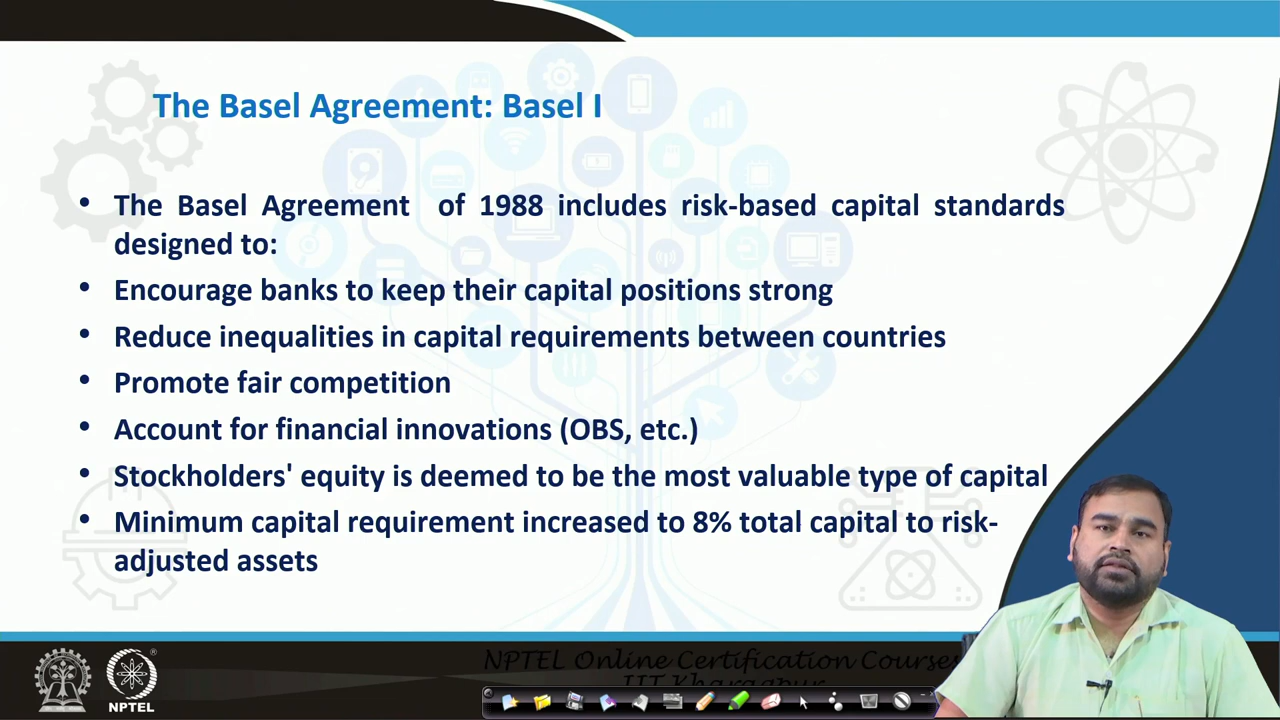 The Basel Agreement: Basel I
• The Basel Agreement of 1988 includes risk-based capital standards
designed to:
• Encourage banks to keep their capital positions strong
• Reduce inequalities in capital requirements between countries
• Promote fair competition
• Account for financial innovations (OBS, etc.)
• Stockholders' equity is deemed to be the most valuable type of capital
• Minimum capital requirement increased to 8% total capital to risk-
adjusted assets
NPTEL Online Certification Courses
IIT Kharagpur
NPTEL